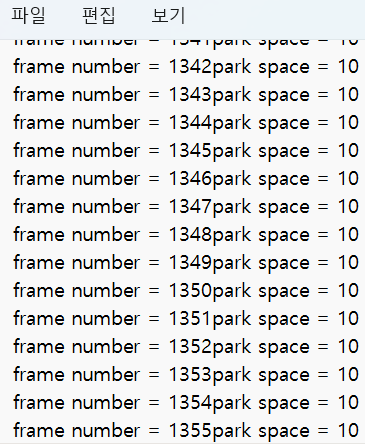 파일 편집 보기
frame number = 1341park space = 10
frame number = 1342park space = 10
frame number = 1343park space = 10
frame number = 1344park space = 10
frame number = 1345park space = 10
frame number = 1346park space = 10
frame number = 1347park space = 10
frame number = 1348park space = 10
frame number = 1349park space = 10
frame number = 1350park space = 10
frame number = 1351park space = 10
frame number = 1352park space = 10
frame number = 1353park space = 10
frame number = 1354park space = 10
frame number = 1355park space = 10